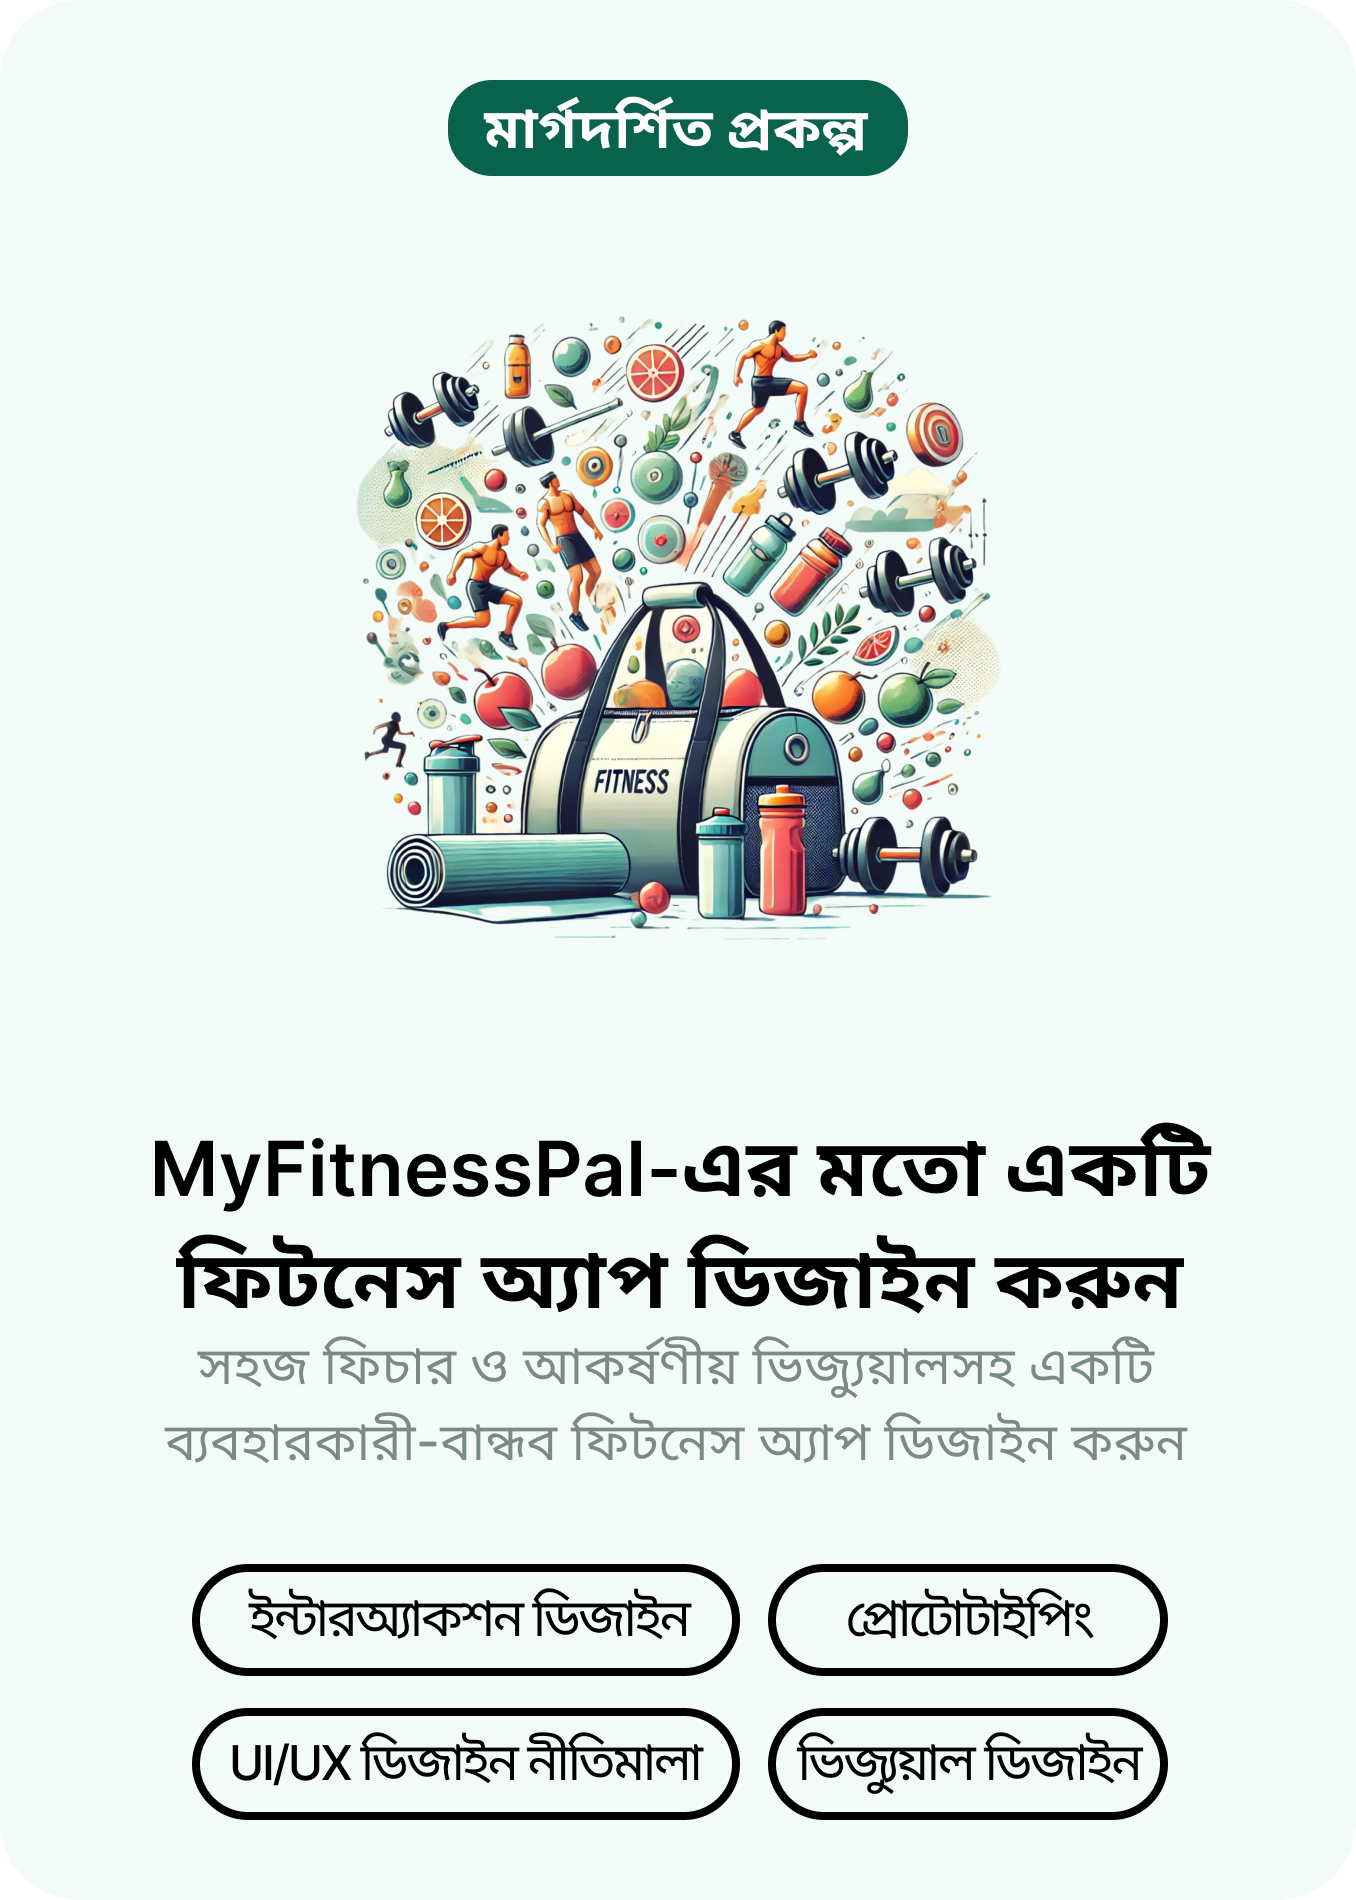 মার্গদর্শিত প্রকল্প
FITNESS
MyFitnessPal-এর মতো একটি
ফিটনেস অ্যাপ ডিজাইন করুন
সহজ ফিচার ও আকর্ষণীয় ভিজ্যুয়ালসহ একটি
ব্যবহারকারী-বান্ধব ফিটনেস অ্যাপ ডিজাইন করুন
ইন্টারঅ্যাকশন ডিজাইন
প্রোটোটাইপিং
UI/UX ডিজাইন নীতিমালা
ভিজ্যুয়াল ডিজাইন